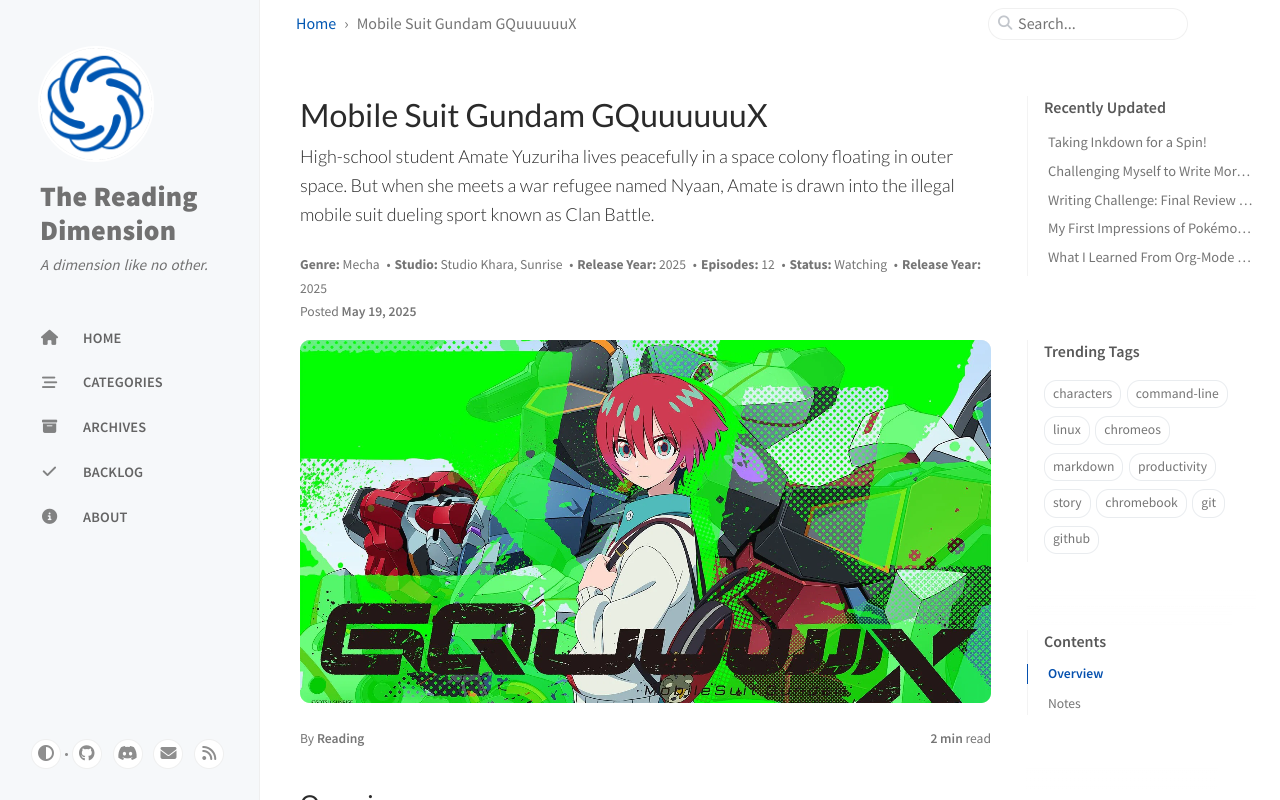 The Reading
Dimension
A dimension like no other.
HOME
CATEGORIES
ARCHIVES
BACKLOG
ABOUT
Home › Mobile Suit Gundam GQuuuuuuX
Search...
Mobile Suit Gundam GQuuuuuuX
High-school student Amate Yuzuriha lives peacefully in a space colony floating in outer
space. But when she meets a war refugee named Nyaan, Amate is drawn into the illegal
mobile suit dueling sport known as Clan Battle.
Genre: Mecha • Studio: Studio Khara, Sunrise • Release Year: 2025 • Episodes: 12 • Status: Watching • Release Year:
2025
Posted May 19, 2025
GQuuuuuuX
Mobile Suit Gundam
By Reading
2 min read
Recently Updated
Taking Inkdown for a Spin!
Challenging Myself to Write Mor…
Writing Challenge: Final Review …
My First Impressions of Pokémo…
What I Learned From Org-Mode …
Trending Tags
characters command-line
linux chromeos
markdown productivity
story chromebook git
github
Contents
Overview
Notes